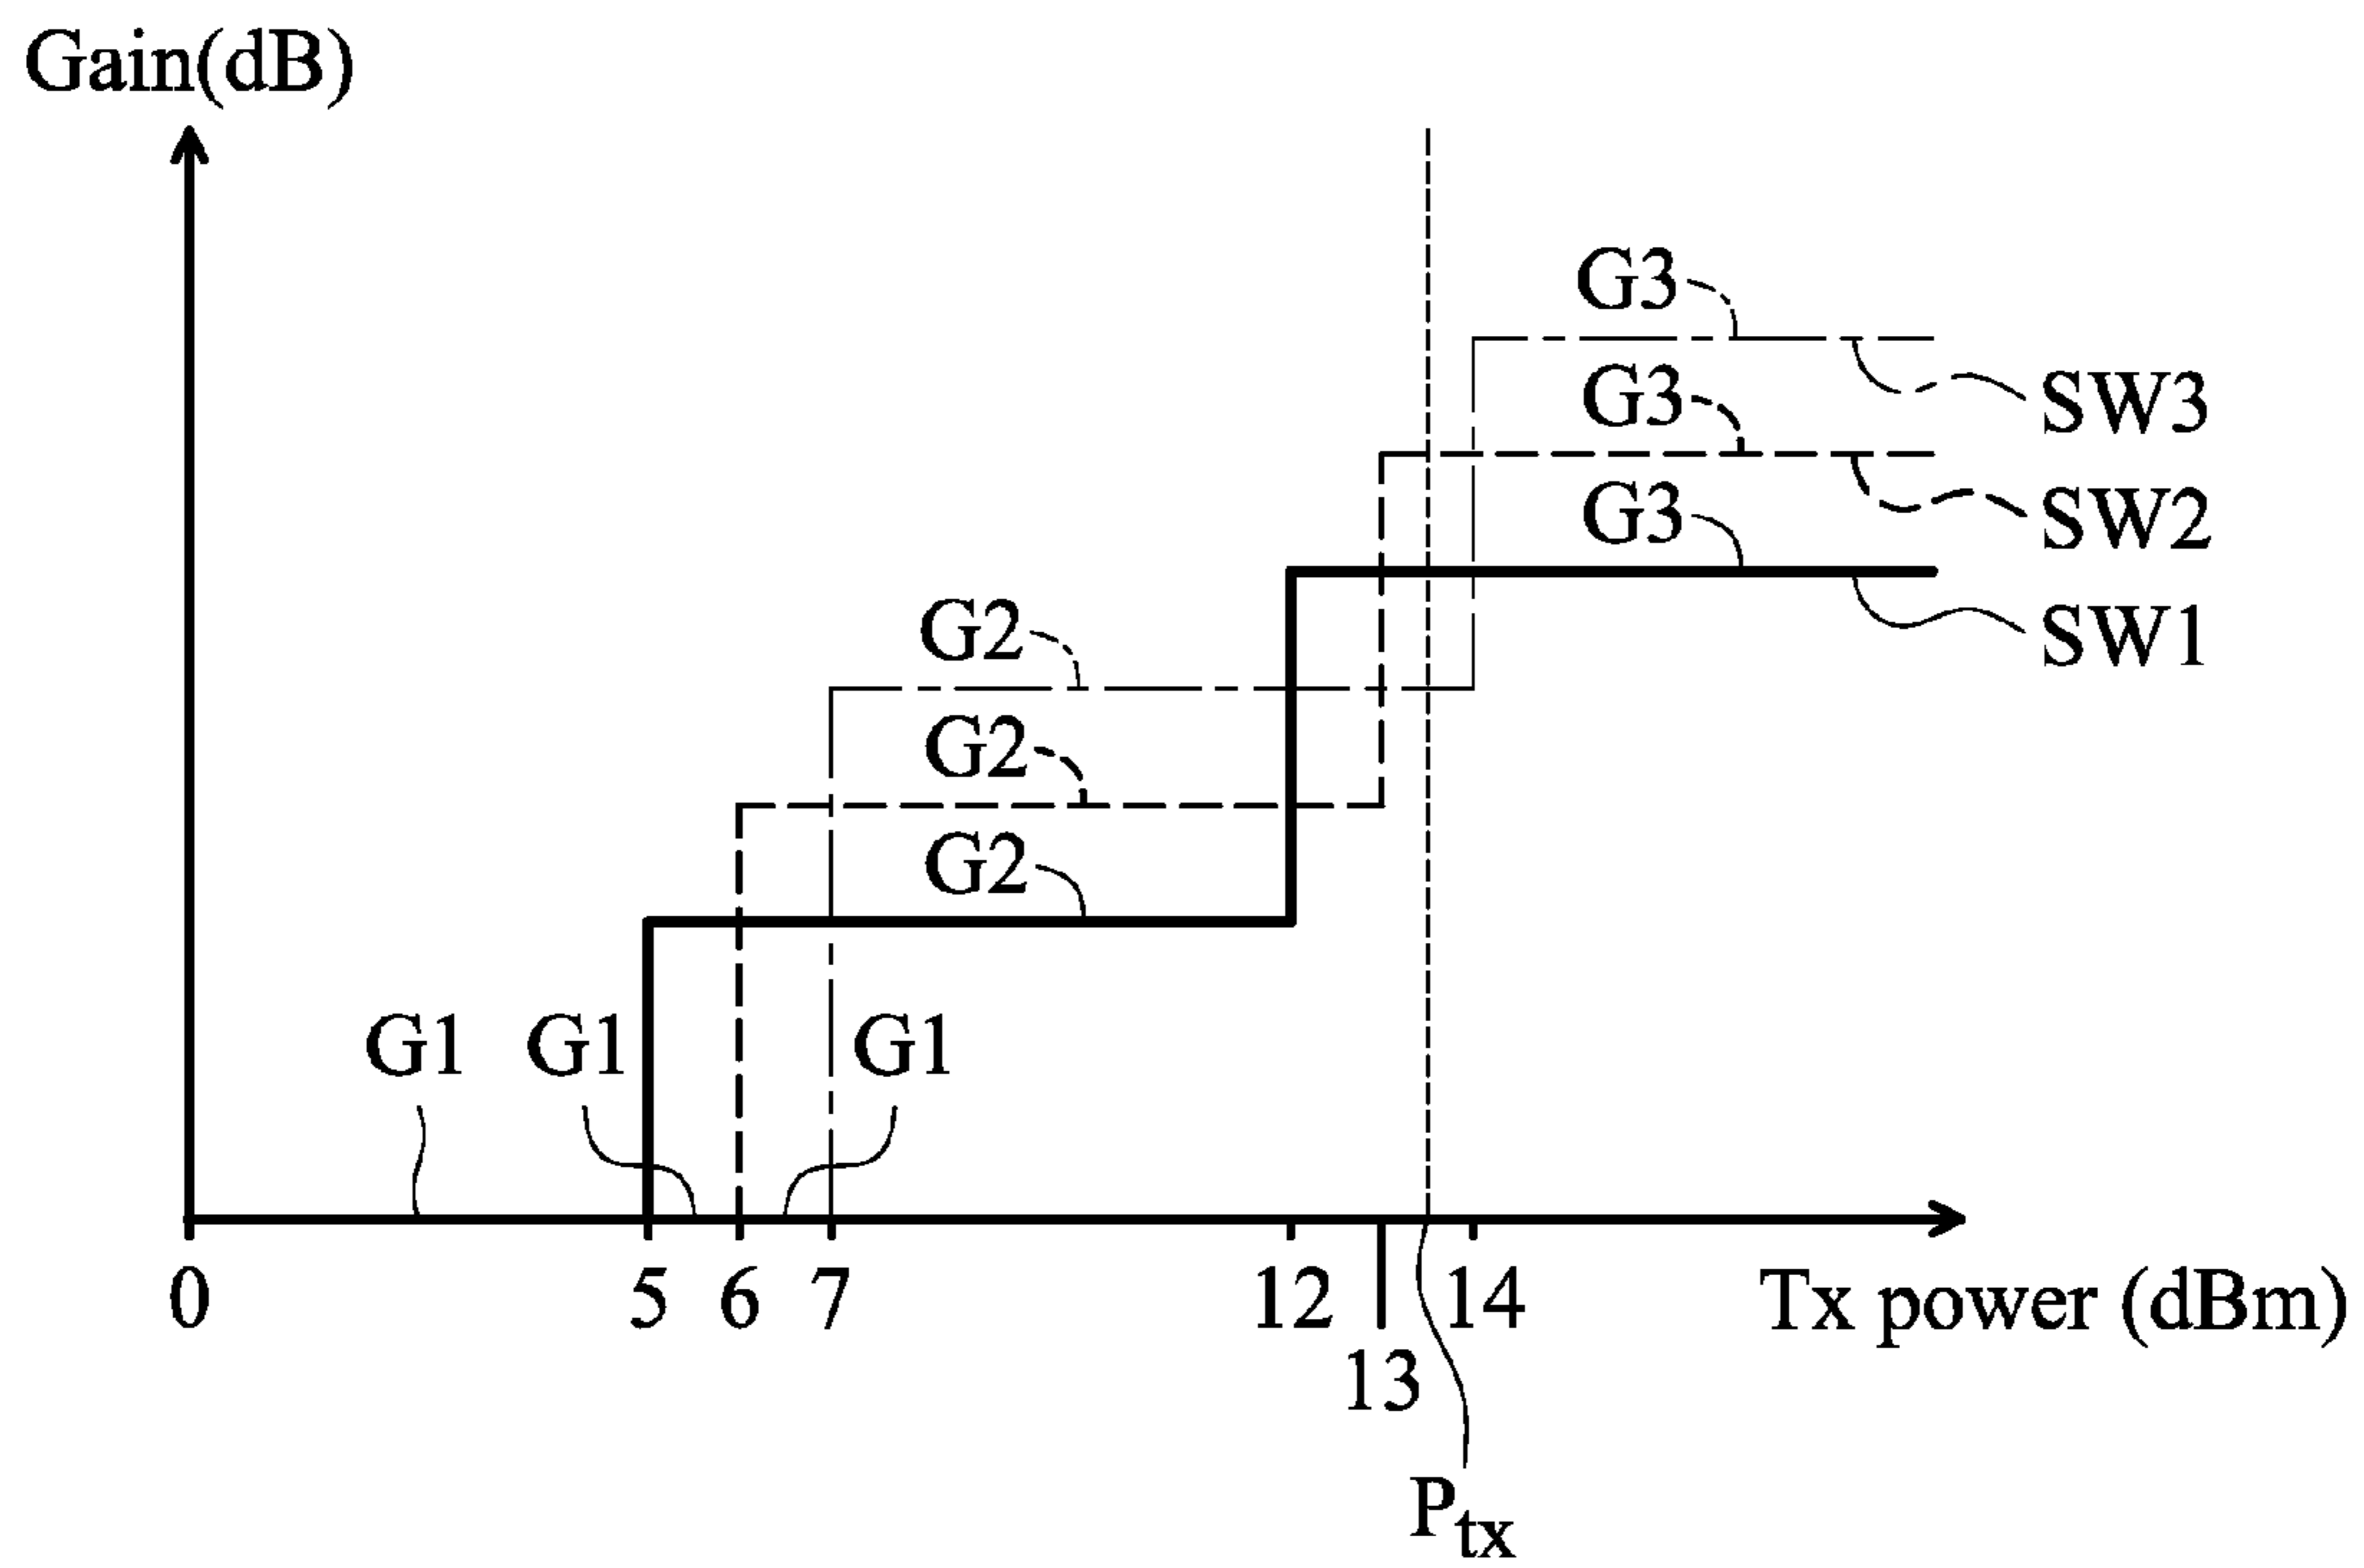 Gain(dB)
G3
G3
SW3
G3
SW2
G2
SW1
G2
G2
G1 G1 G1
0 5 6 7 12 14 Tx power (dBm)
13
Ptx